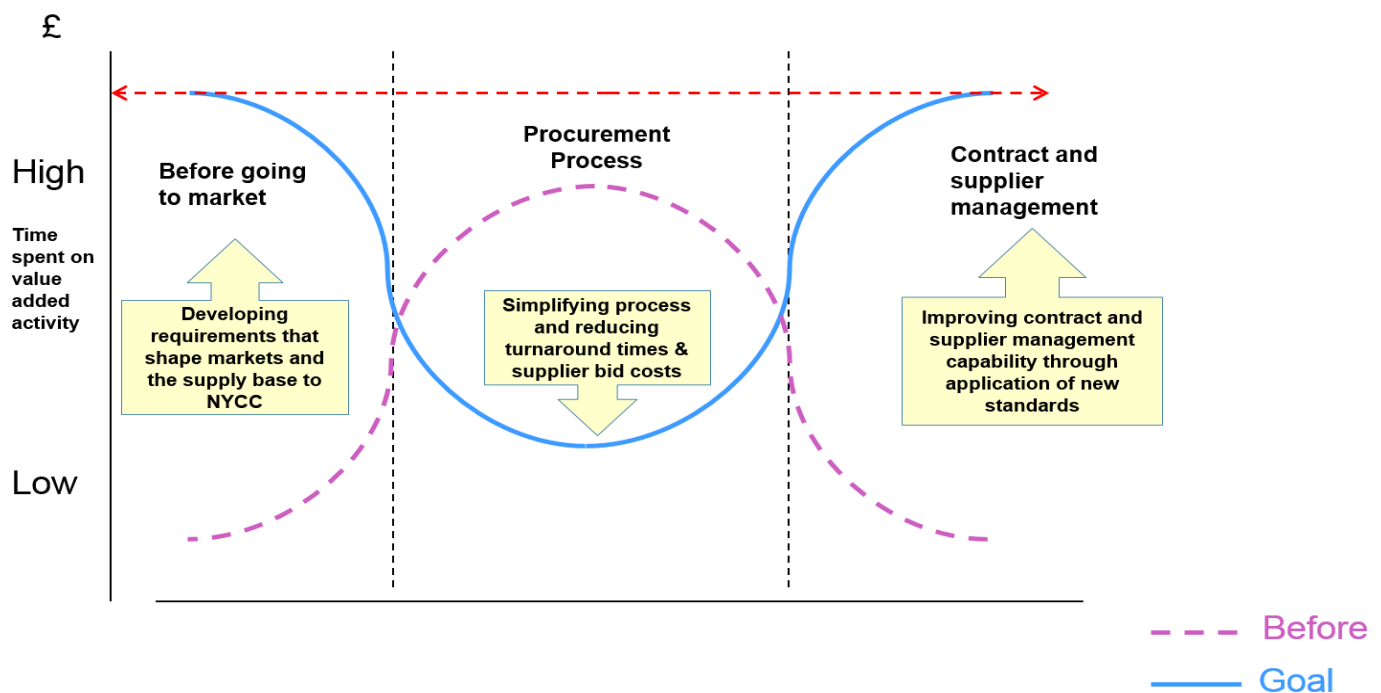 £
High
Time
spent on
value
added
activity
Low
Before going
to market
Developing
requirements that
shape markets and
the supply base to
NYCC
Procurement
Process
Simplifying process
and reducing
turnaround times &
supplier bid costs
Contract and
supplier
management
Improving contract and
supplier management
capability through
application of new
standards
Before
Goal